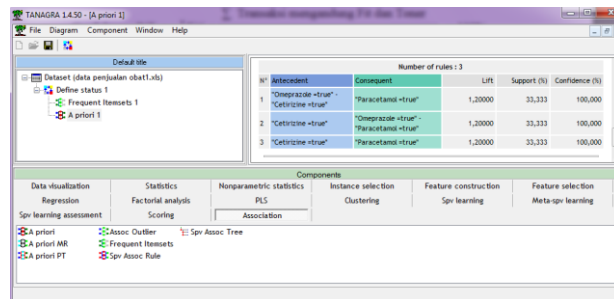 TANAGRA 1.4.50 - [A priori 1]
File Diagram Component Window Help
Default title
Dataset (data penjualan obat1.xls)
Define status 1
Frequent Itemsets 1
A priori 1
Number of rules : 3
N° Antecedent Consequent Lift Support (%) Confidence (%)
1 "Omeprazole =true" - "Cetirizine =true" "Paracetamol =true" 1,20000 33,333 100,000
2 "Cetirizine =true" "Omeprazole =true" - "Paracetamol =true" 1,20000 33,333 100,000
3 "Cetirizine =true" "Paracetamol =true" 1,20000 33,333 100,000
Components
Data visualization Statistics Nonparametric statistics Instance selection Feature construction Feature selection
Regression Factorial analysis PLS Clustering Spv learning Meta-spv learning
Spv learning assessment Scoring Association
A priori Assoc Outlier Spv Assoc Tree
A priori MR Frequent Itemsets
A priori PT Spv Assoc Rule